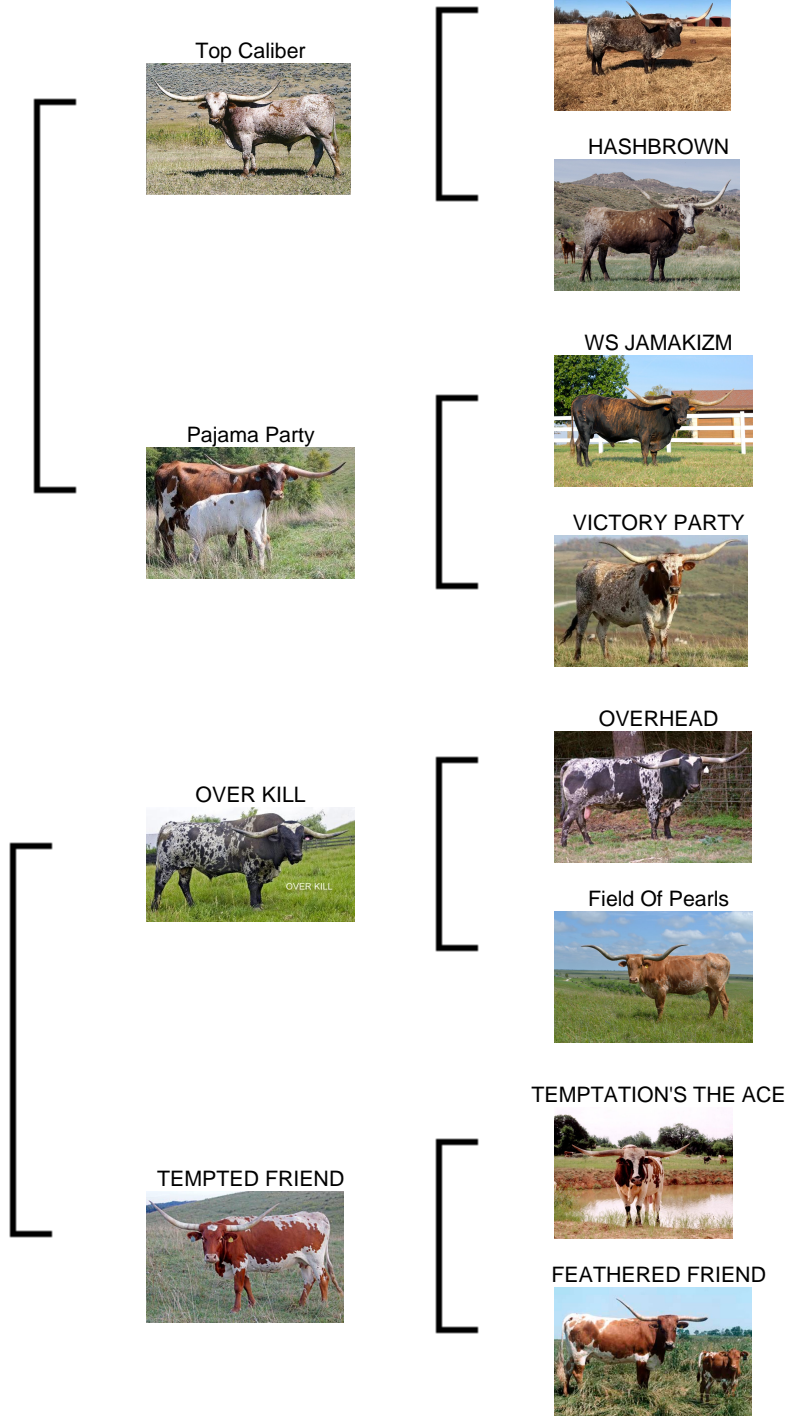 Top Caliber
HASHBROWN
WS JAMAKIZM
Pajama Party
VICTORY PARTY
OVERHEAD
OVER KILL
OVER KILL
Field Of Pearls
TEMPTATION'S THE ACE
TEMPTED FRIEND
FEATHERED FRIEND